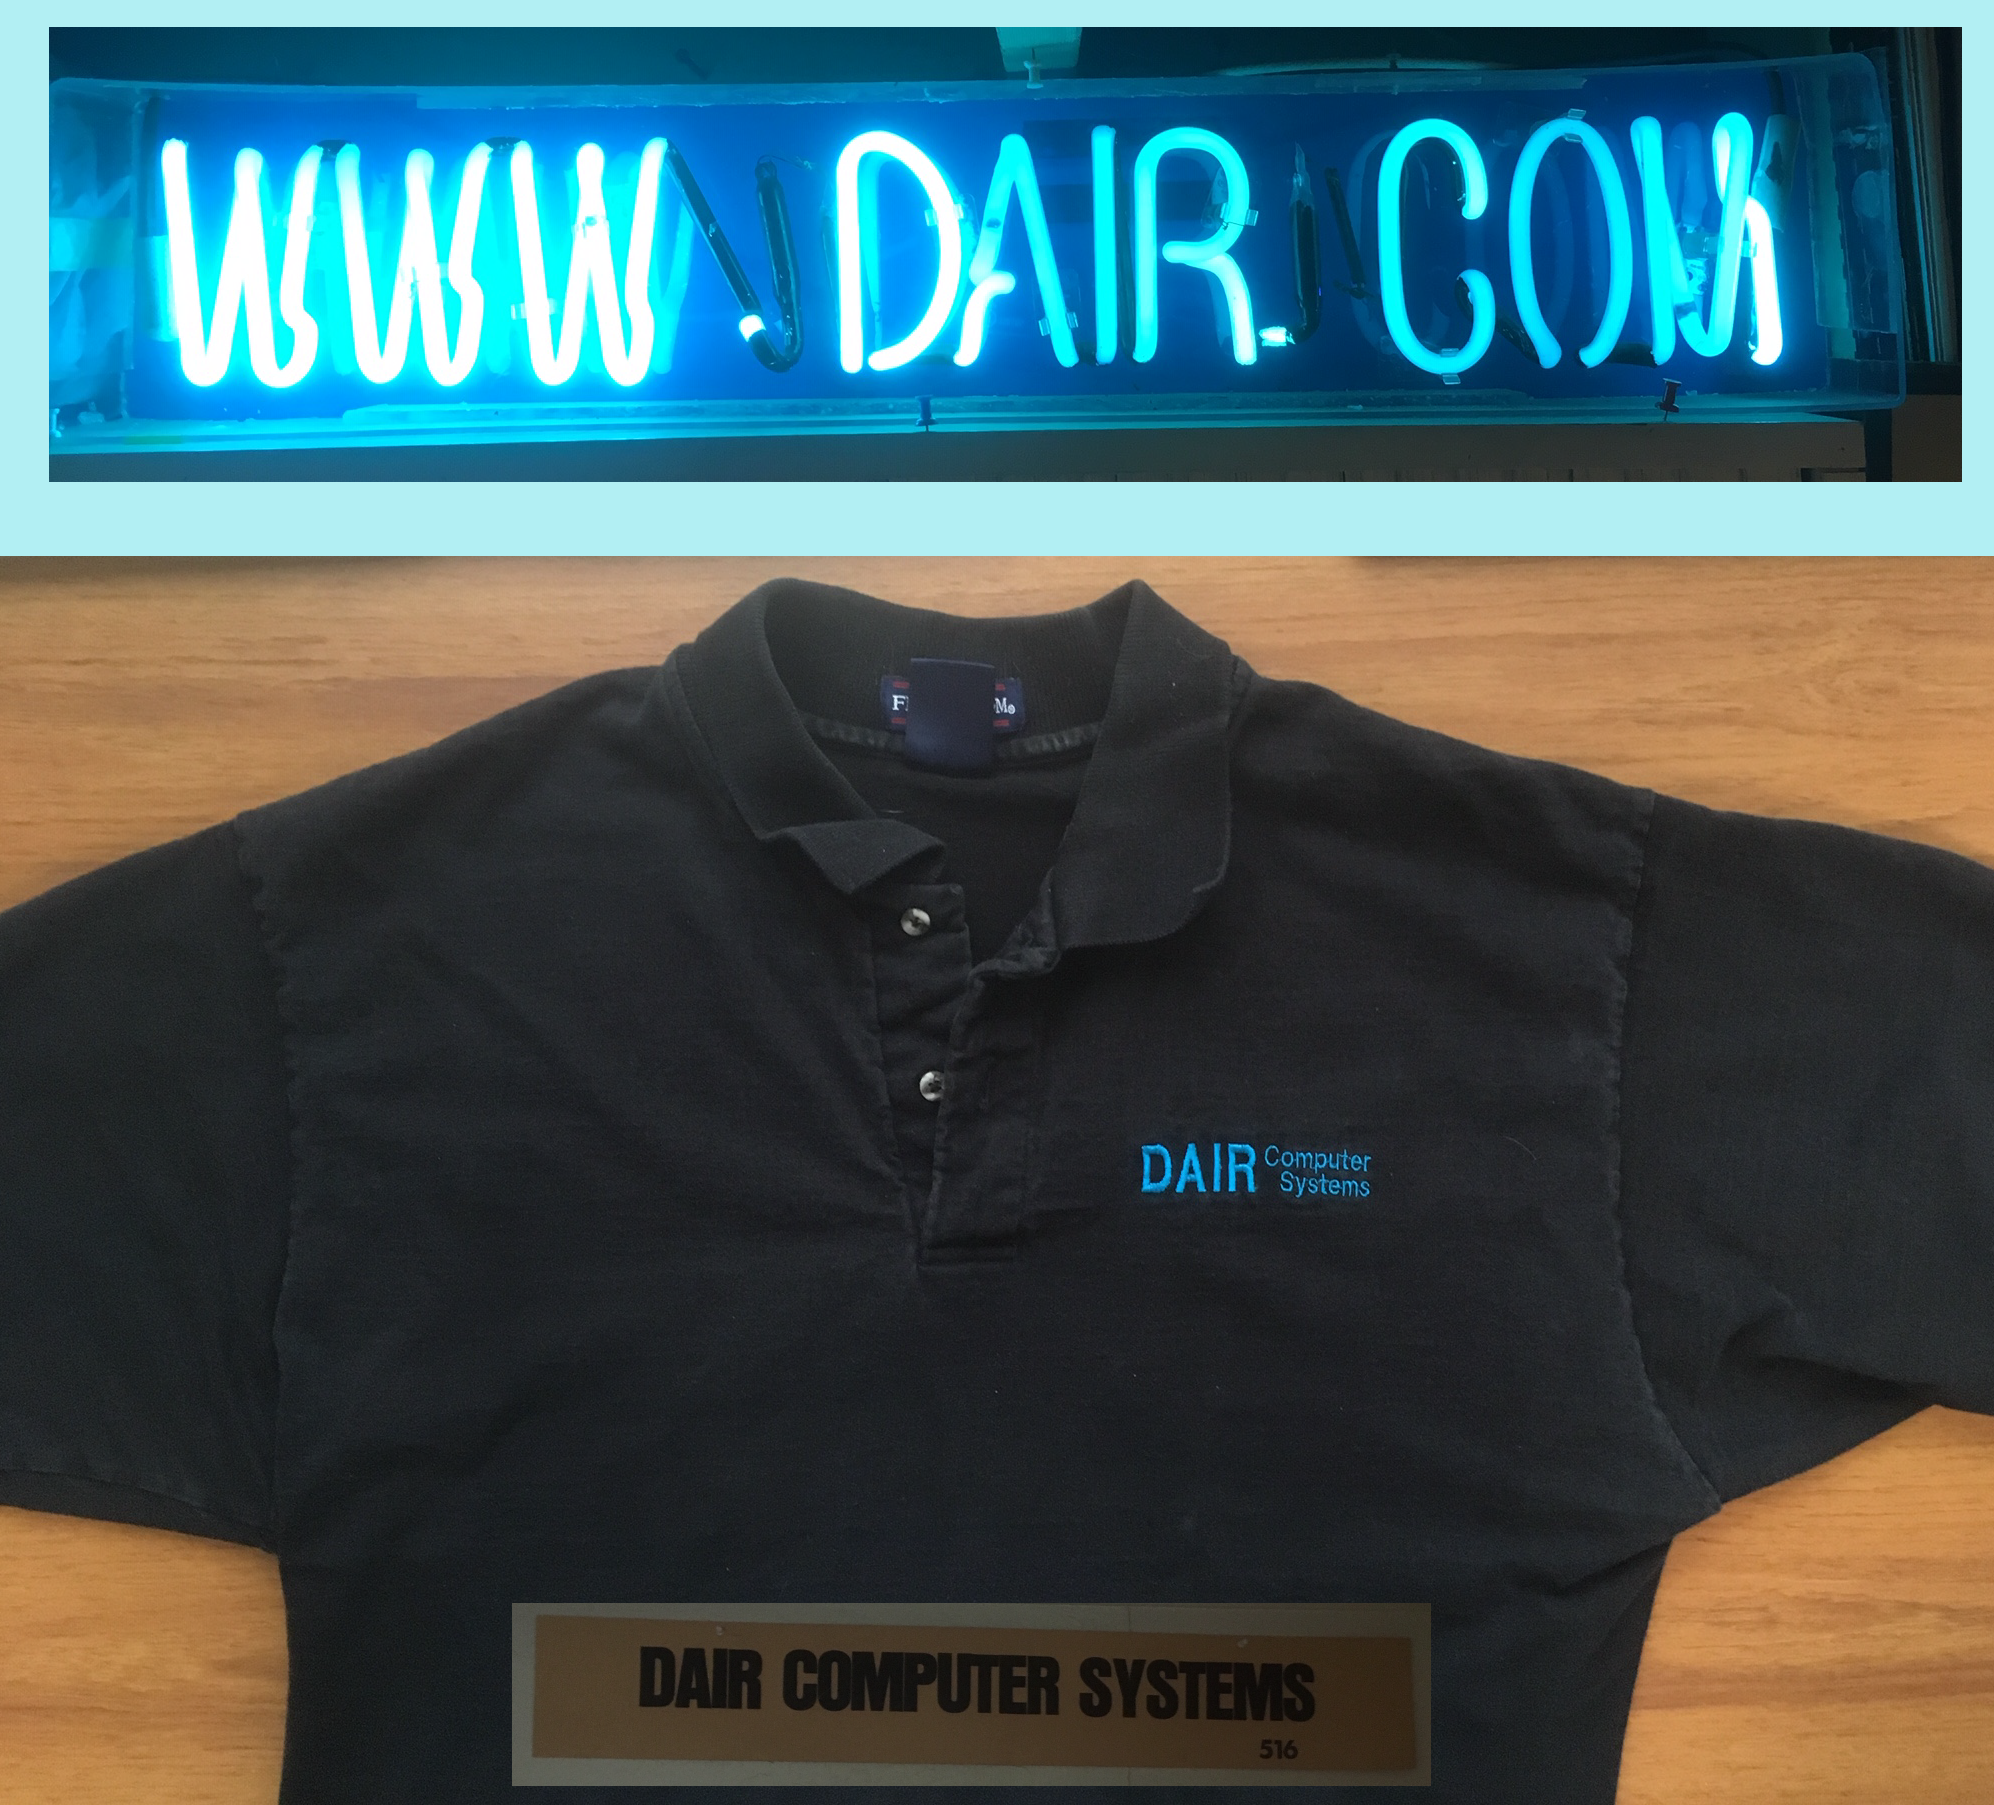 WWW DAIR.COM
DAIR Computer
Systems
DAIR COMPUTER SYSTEMS
516